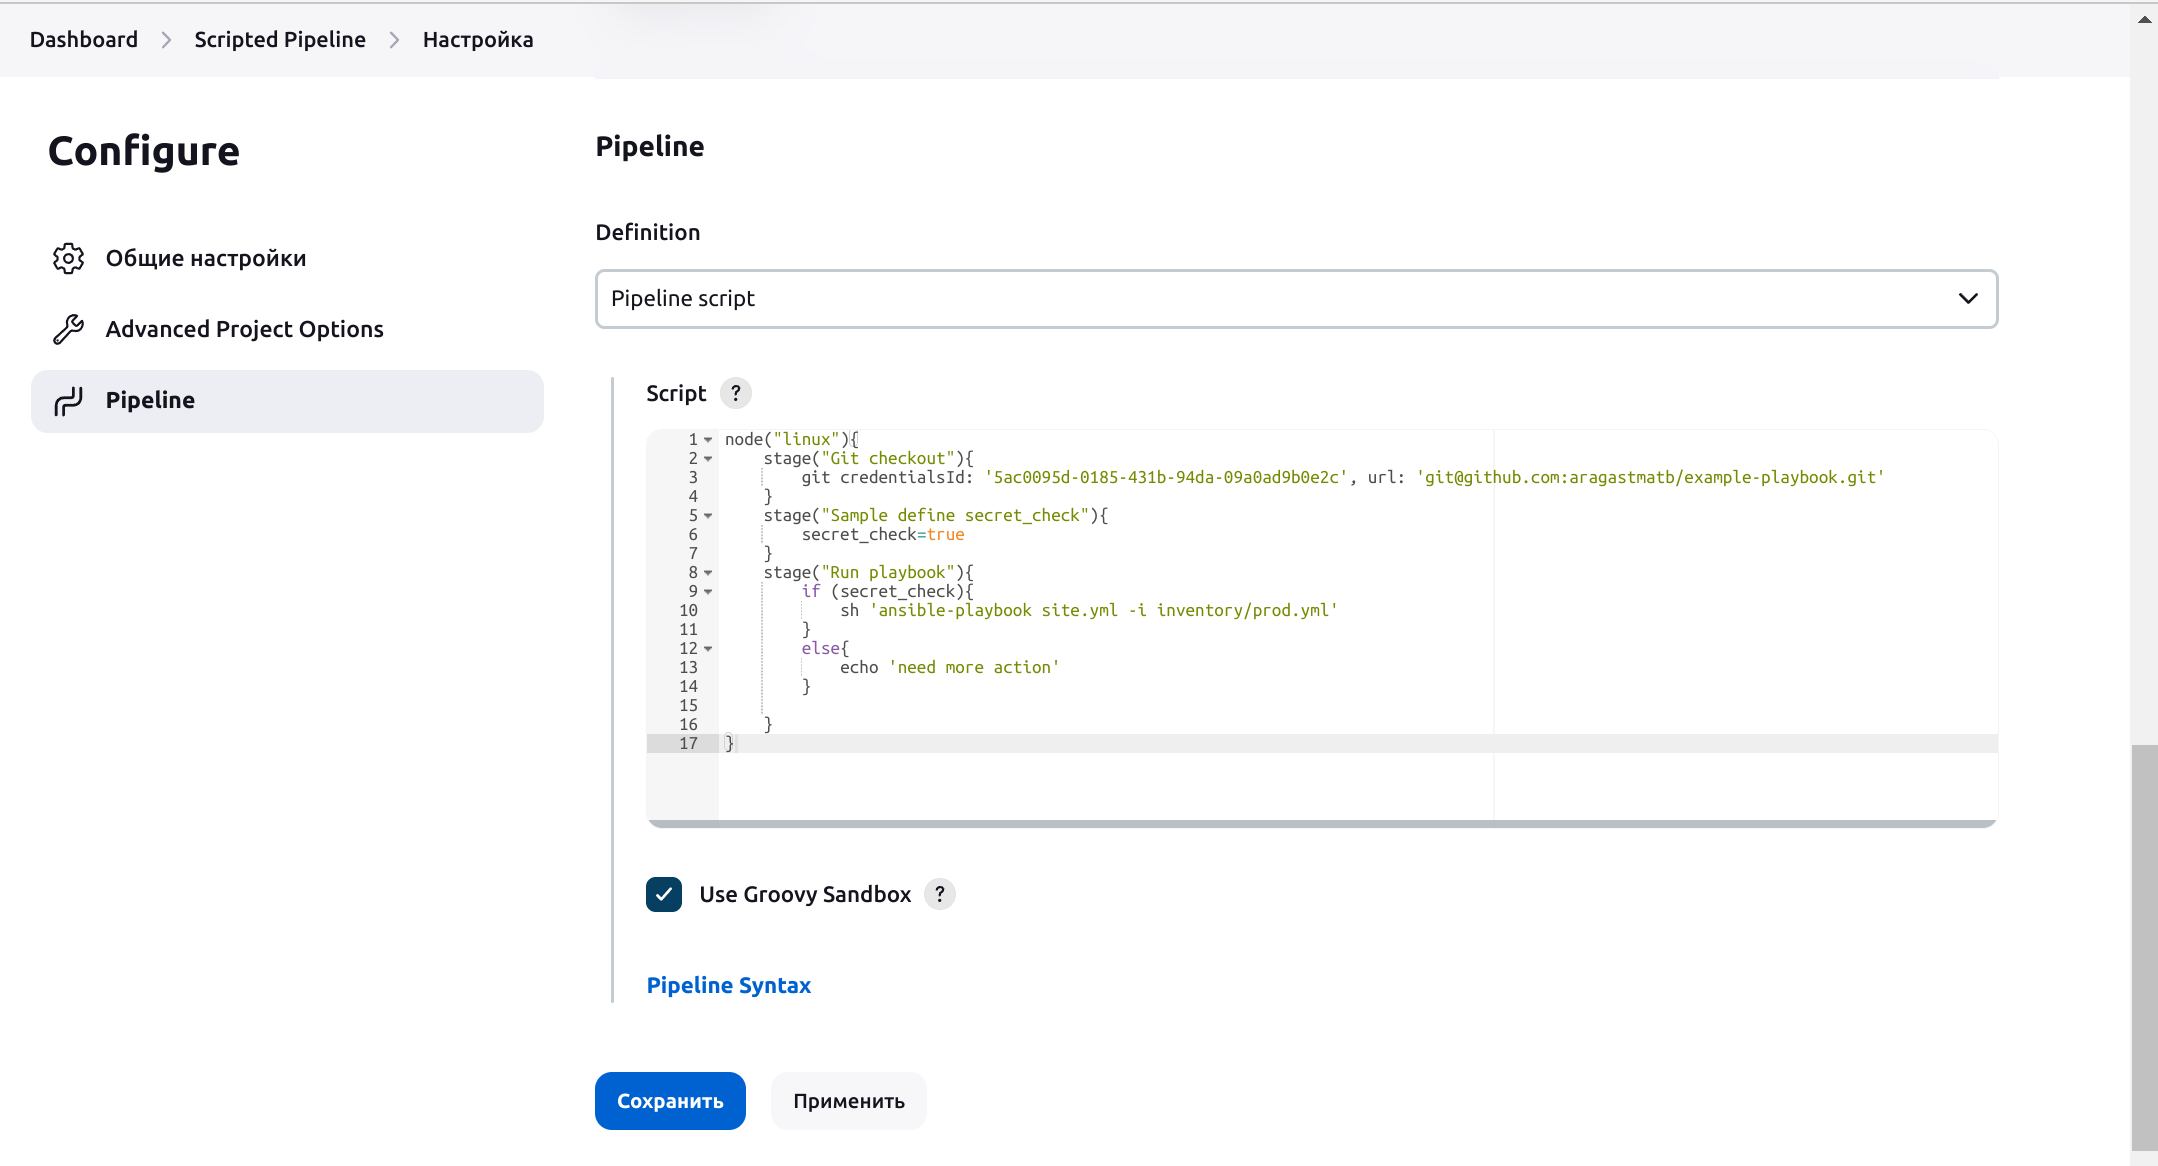 Dashboard > Scripted Pipeline > Настройка
Configure
Общие настройки
Advanced Project Options
Pipeline
Pipeline
Definition
Pipeline script
Script ?
1 node("linux"){
2     stage("Git checkout"){
3         git credentialsId: '5ac0095d-0185-431b-94da-09a0ad9b0e2c', url: 'git@github.com:aragastmatb/example-playbook.git'
4     }
5     stage("Sample define secret_check"){
6         secret_check=true
7     }
8     stage("Run playbook"){
9         if (secret_check){
10             sh 'ansible-playbook site.yml -i inventory/prod.yml'
11         }
12         else{
13             echo 'need more action'
14         }
15
16     }
17 }
Use Groovy Sandbox ?
Pipeline Syntax
Сохранить
Применить